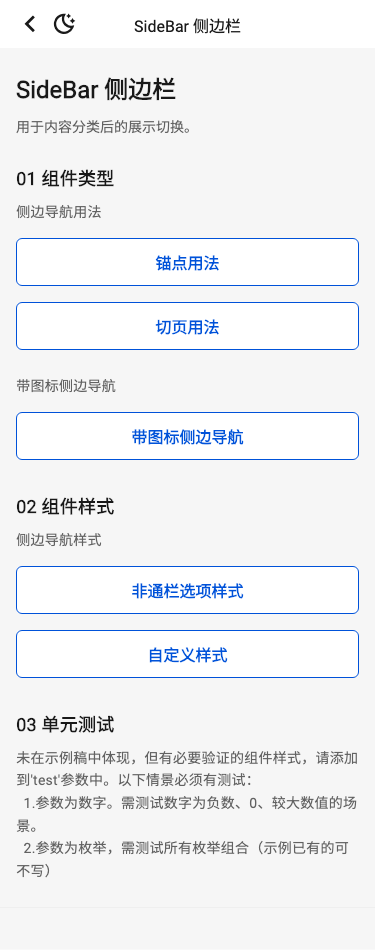 SideBar 侧边栏
SideBar 侧边栏
用于内容分类后的展示切换。
01 组件类型
侧边导航用法
锚点用法
切页用法
带图标侧边导航
带图标侧边导航
02 组件样式
侧边导航样式
非通栏选项样式
自定义样式
03 单元测试
未在示例稿中体现，但有必要验证的组件样式，请添加
到'test'参数中。以下情景必须有测试：
1.参数为数字。需测试数字为负数、0、较大数值的场
景。
2.参数为枚举，需测试所有枚举组合（示例已有的可
不写）